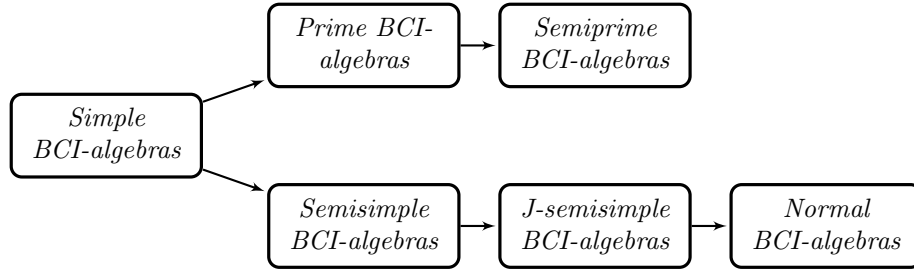 Prime BCI-
algebras
Semiprime
BCI-algebras
Simple
BCI-algebras
Semisimple
BCI-algebras
J-semisimple
BCI-algebras
Normal
BCI-algebras